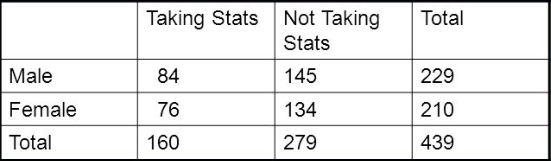 Taking Stats Not Taking Stats Total
Male 84 145 229
Female 76 134 210
Total 160 279 439